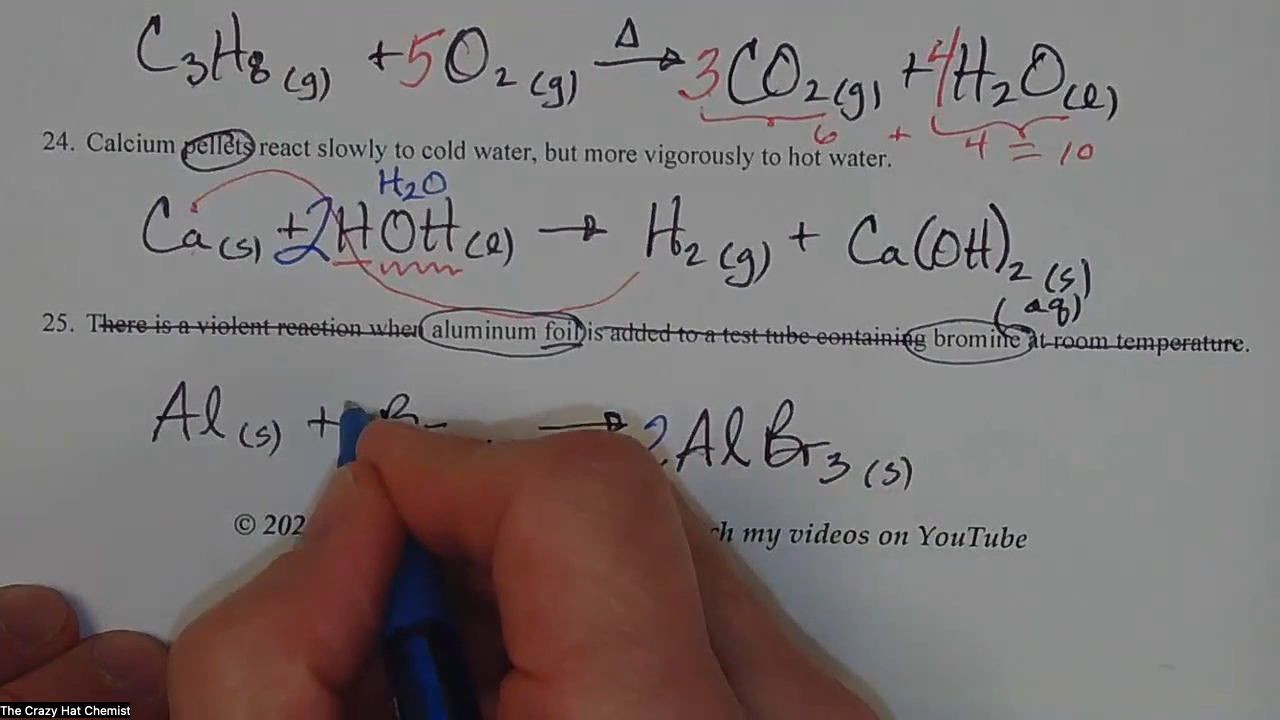 C3H8 (g) + 5O2 (g) Δ→ 3CO2(g) + 4H2O(l)
6 + 4 = 10
24. Calcium pellets react slowly to cold water, but more vigorously to hot water.
H2O
Ca(s) + 2HOH(l) → H2(g) + Ca(OH)2(s)
(aq)
25. There is a violent reaction when aluminum foil is added to a test tube containing bromine at room temperature.
Al(s) + → 2AlBr3(s)
© my videos on YouTube
The Crazy Hat Chemist